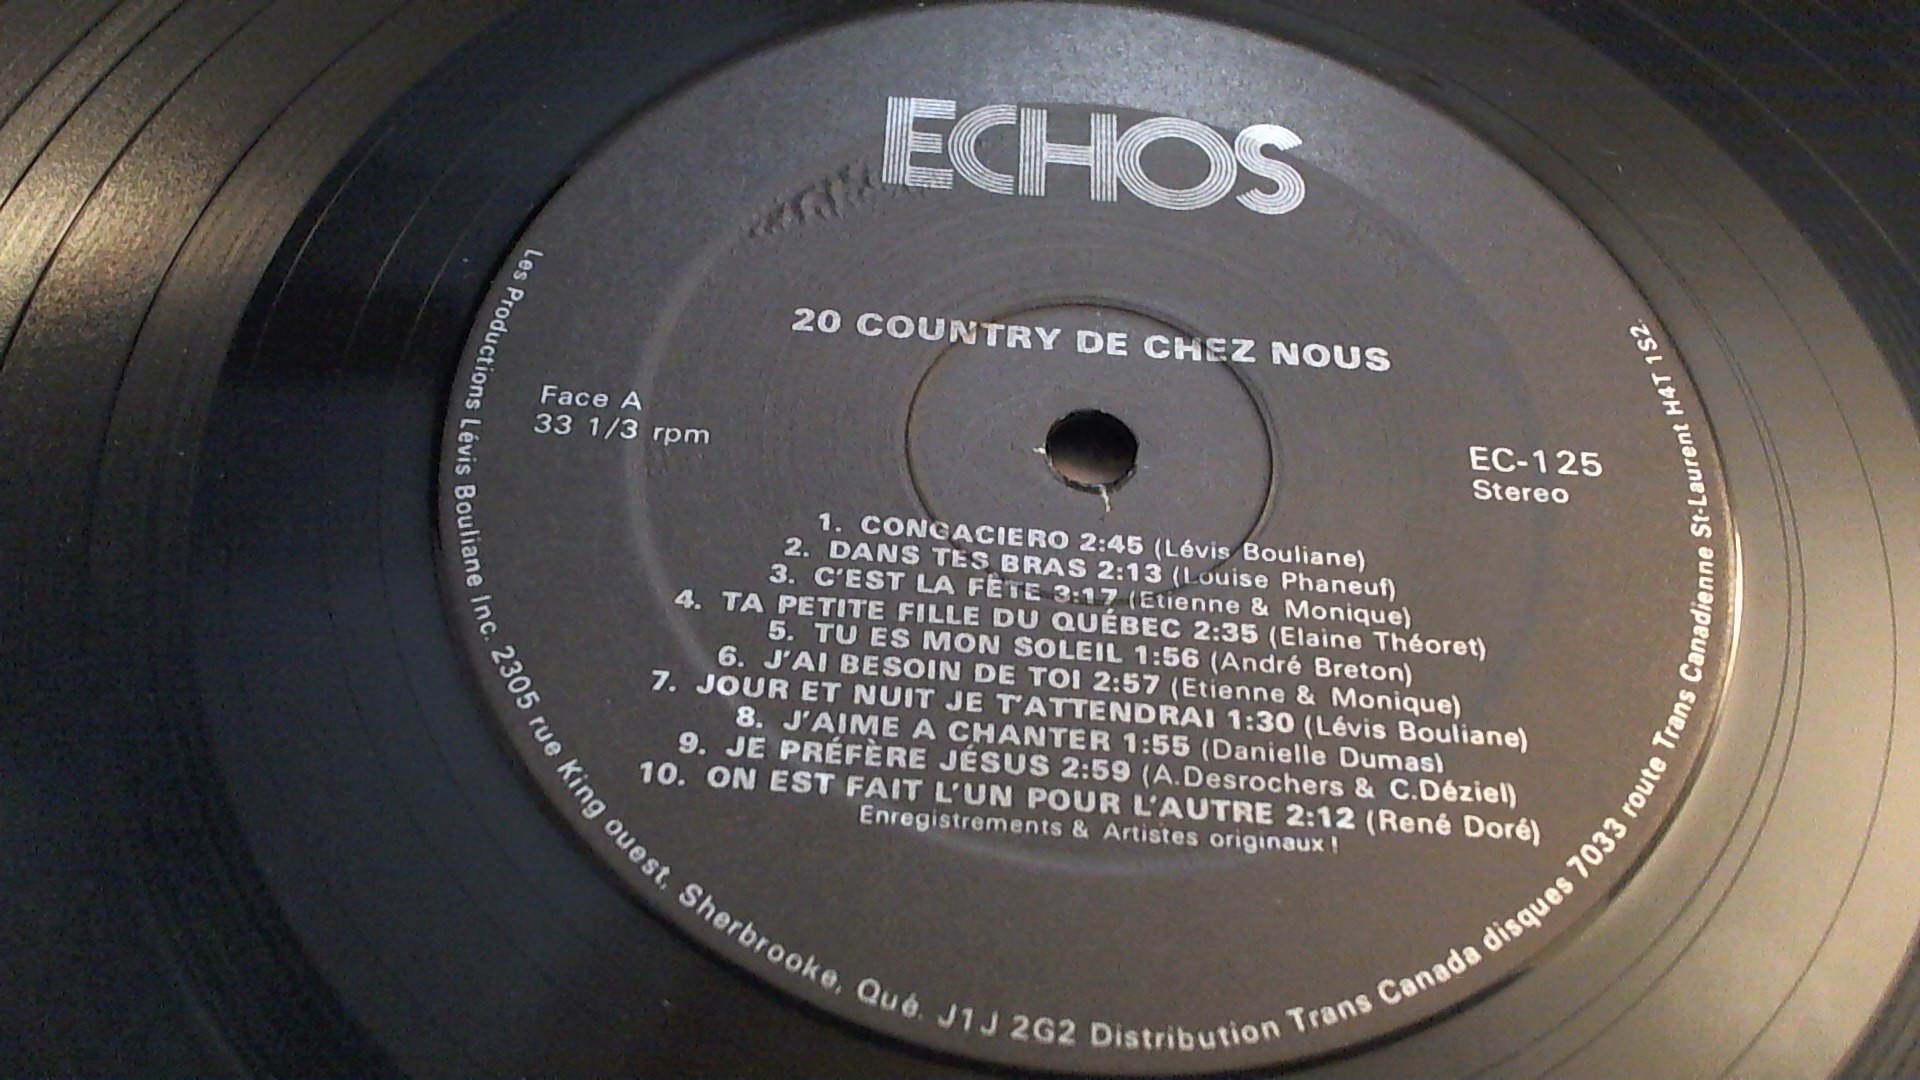 ECHOS
20 COUNTRY DE CHEZ NOUS
Face A
33 1/3 rpm
EC-125
Stereo
1. CONGACIERO 2:45 (Lévis Bouliane)
2. DANS TES BRAS 2:13 (Louise Phaneuf)
3. C'EST LA FÈTE 3:17 (Etienne & Monique)
4. TA PETITE FILLE DU QUÉBEC 2:35 (Elaine Théoret)
5. TU ES MON SOLEIL 1:56 (André Breton)
6. J'AI BESOIN DE TOI 2:57 (Etienne & Monique)
7. JOUR ET NUIT JE T'ATTENDRAI 1:30 (Lévis Bouliane)
8. J'AIME A CHANTER 1:55 (Danielle Dumas)
9. JE PRÉFÈRE JÉSUS 2:59 (A.Desrochers & C.Déziel)
10. ON EST FAIT L'UN POUR L'AUTRE 2:12 (René Doré)
Enregistrements & Artistes originaux!
Les Productions Lévis Bouliane Inc. 2305 rue King ouest, Sherbrooke, Qué. J1J 2G2 Distribution Trans Canada disques 7033 route Trans Canadienne St-Laurent H4T 1S2.